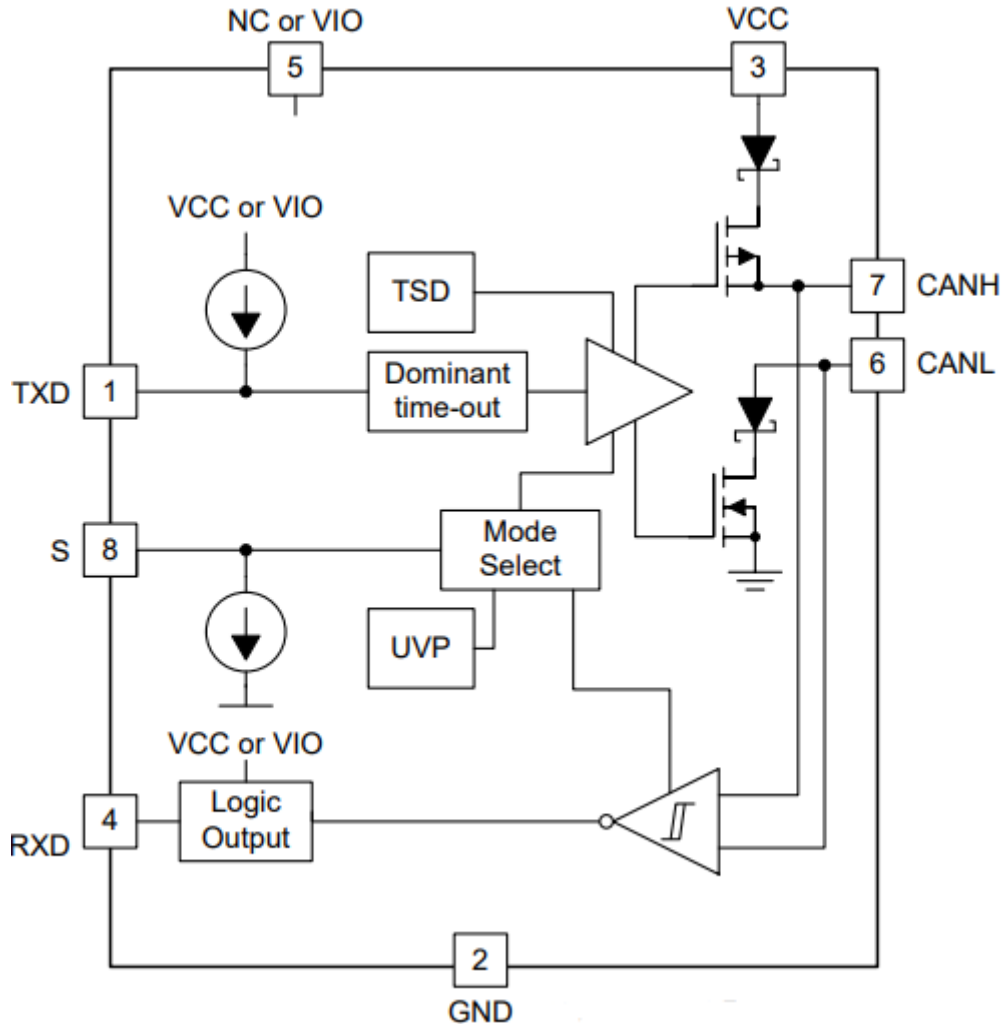 NC or VIO
VCC
5
3
VCC or VIO
TSD
7
CANH
TXD
1
Dominant
time-out
6
CANL
S
8
Mode
Select
UVP
VCC or VIO
RXD
4
Logic
Output
2
GND